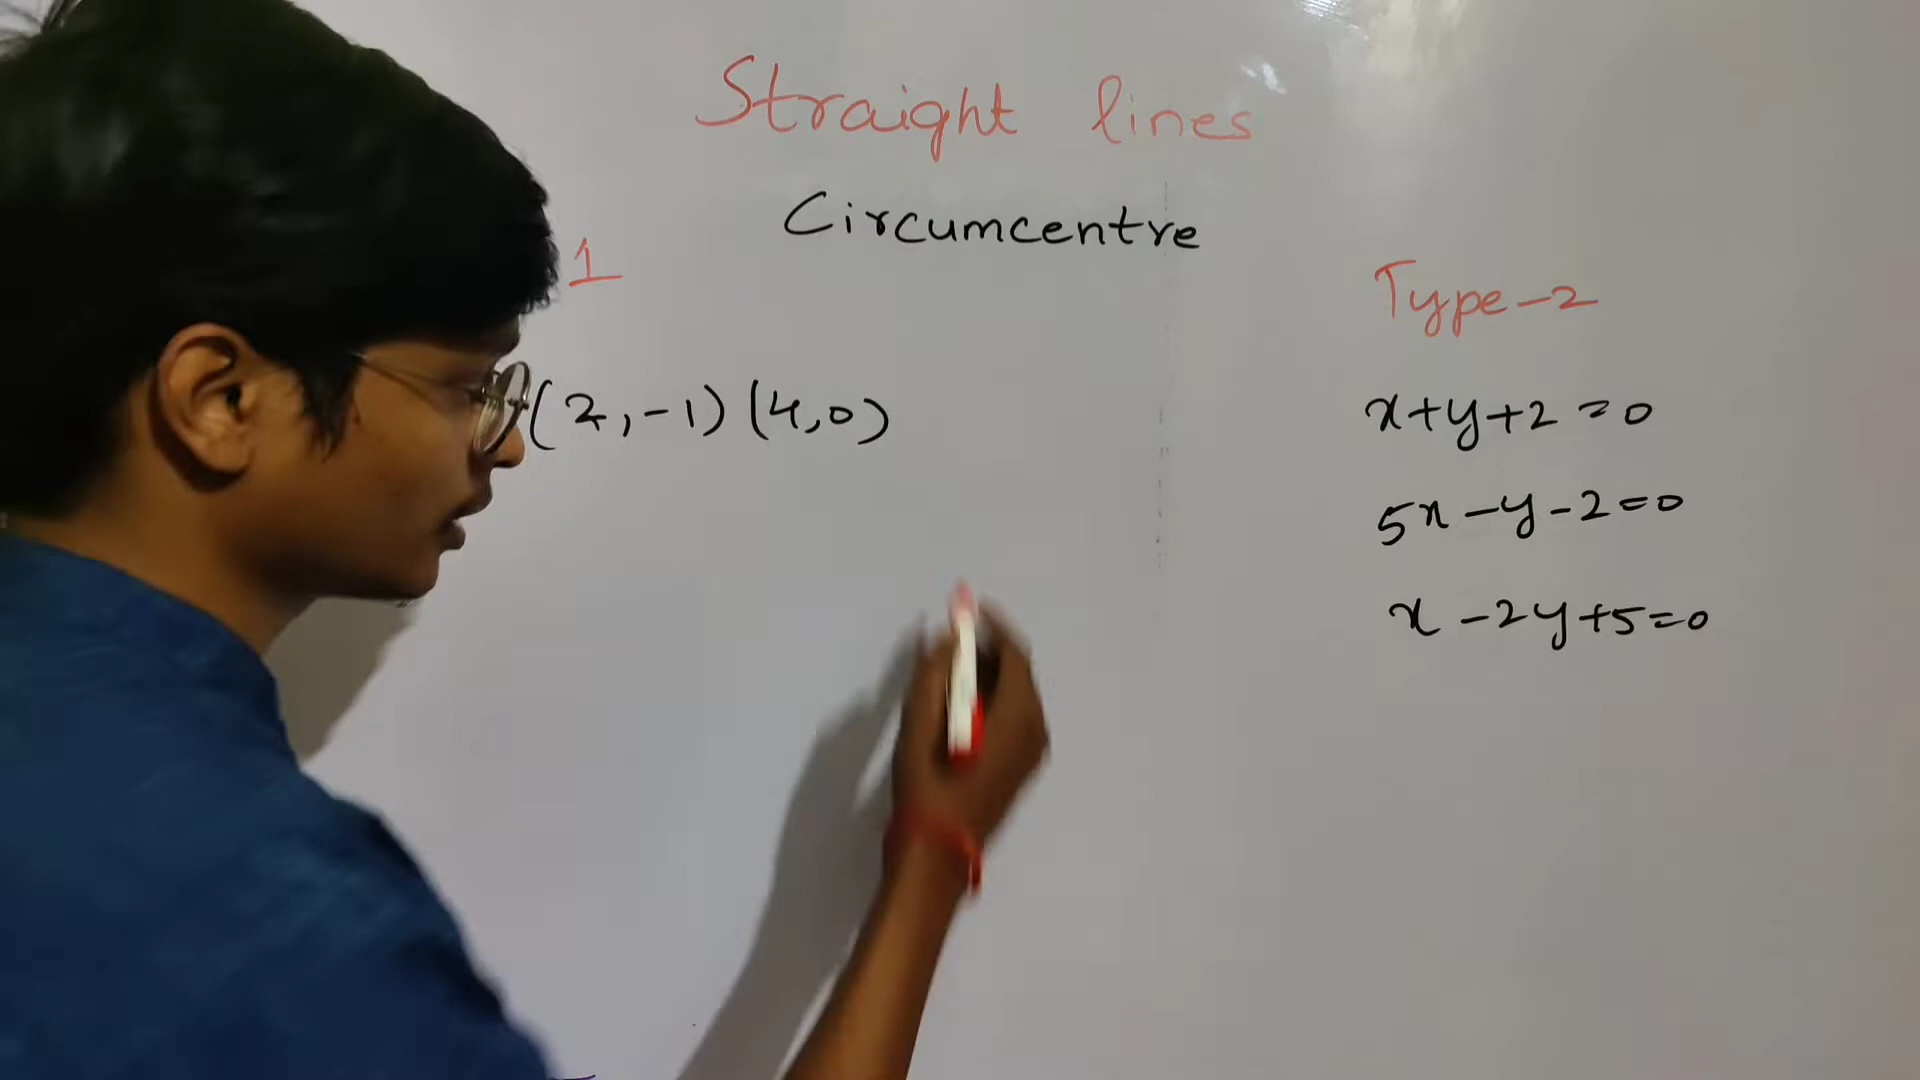 Straight lines
Circumcentre
1
Type-2
(2,-1) (4,0)
x+y+2=0
5x-y-2=0
x-2y+5=0